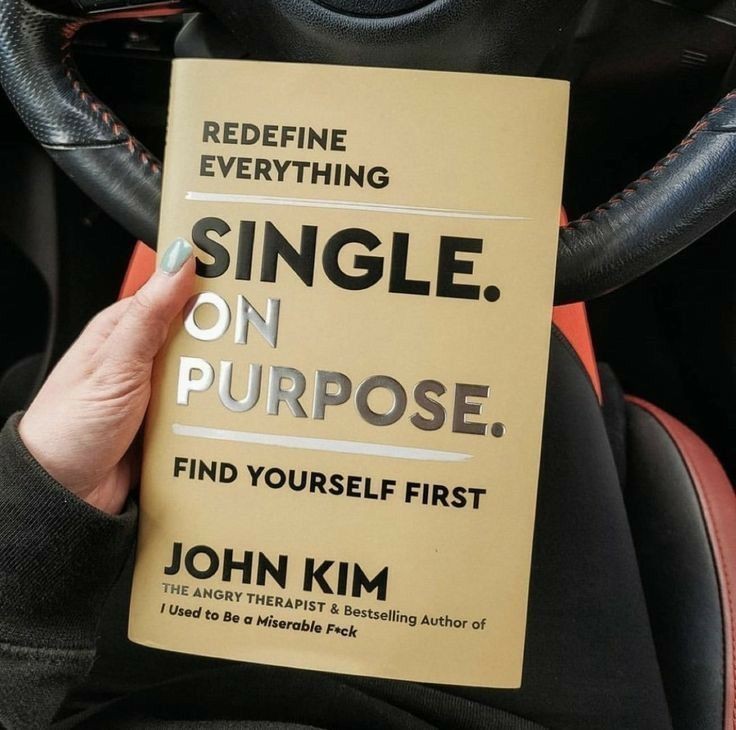 REDEFINE
EVERYTHING
SINGLE.
ON
PURPOSE.
FIND YOURSELF FIRST
JOHN KIM
THE ANGRY THERAPIST & Bestselling Author of
I Used to Be a Miserable F*ck